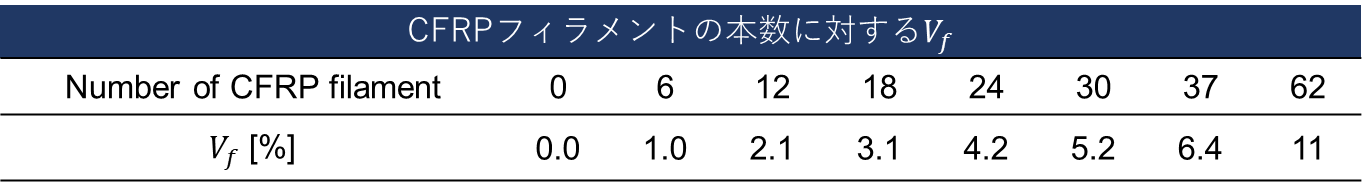 CFRPフィラメントの本数に対する𝑉𝑓
Number of CFRP filament 0 6 12 18 24 30 37 62
𝑉𝑓 [%] 0.0 1.0 2.1 3.1 4.2 5.2 6.4 11